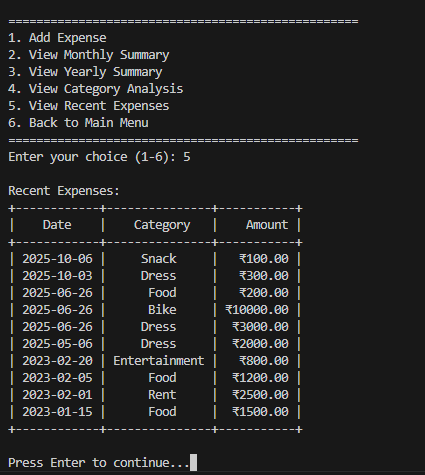 ==================================================
1. Add Expense
2. View Monthly Summary
3. View Yearly Summary
4. View Category Analysis
5. View Recent Expenses
6. Back to Main Menu
==================================================
Enter your choice (1-6): 5
Recent Expenses:
+------------+---------------+-----------+
|    Date    |    Category   |    Amount |
+------------+---------------+-----------+
| 2025-10-06 |     Snack     |   ₹100.00 |
| 2025-10-03 |     Dress     |   ₹300.00 |
| 2025-06-26 |      Food     |   ₹200.00 |
| 2025-06-26 |      Bike     | ₹10000.00 |
| 2025-06-26 |     Dress     |  ₹3000.00 |
| 2025-05-06 |     Dress     |  ₹2000.00 |
| 2023-02-20 | Entertainment |   ₹800.00 |
| 2023-02-05 |      Food     |  ₹1200.00 |
| 2023-02-01 |      Rent     |  ₹2500.00 |
| 2023-01-15 |      Food     |  ₹1500.00 |
+------------+---------------+-----------+
Press Enter to continue...